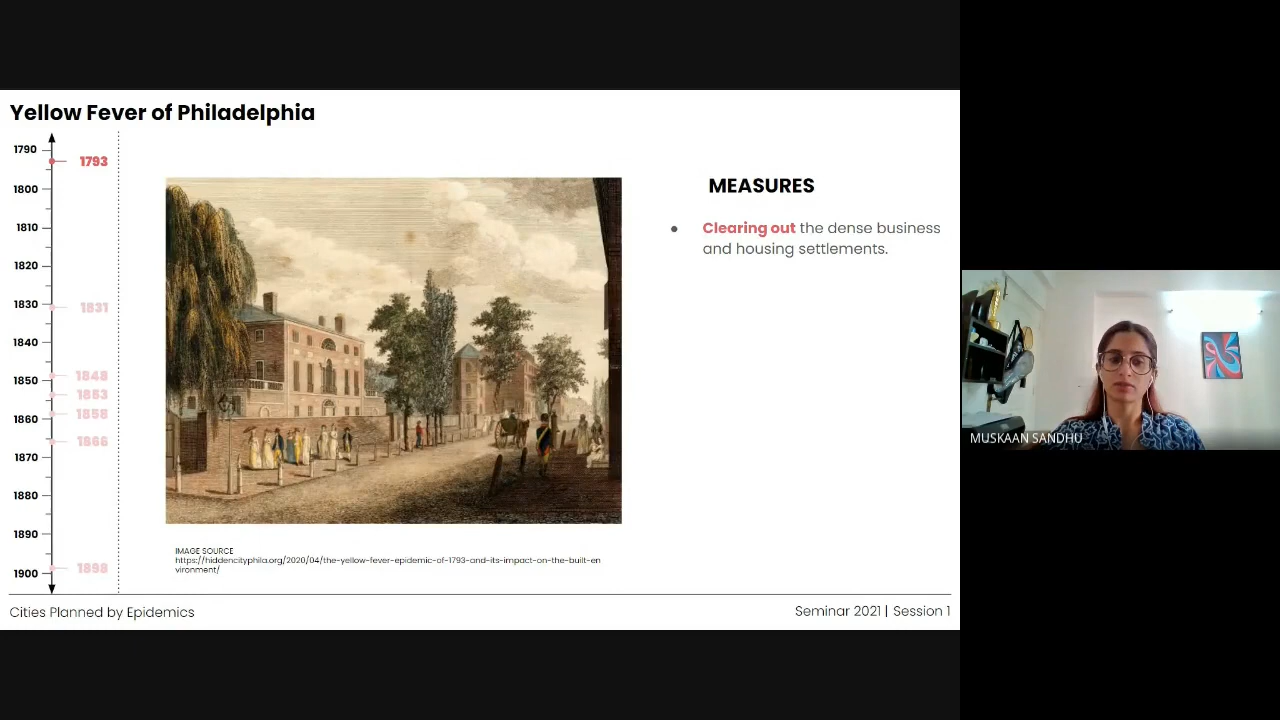 Yellow Fever of Philadelphia
1790
1793
1800
1810
1820
1830
1831
1840
1848
1850
1853
1858
1860
1866
1870
1880
1890
1898
1900
MEASURES
Clearing out the dense business
and housing settlements.
IMAGE SOURCE
https://hiddencityphila.org/2020/04/the-yellow-fever-epidemic-of-1793-and-its-impact-on-the-built-en
vironment/
Cities Planned by Epidemics
Seminar 2021 | Session 1
MUSKAAN SANDHU